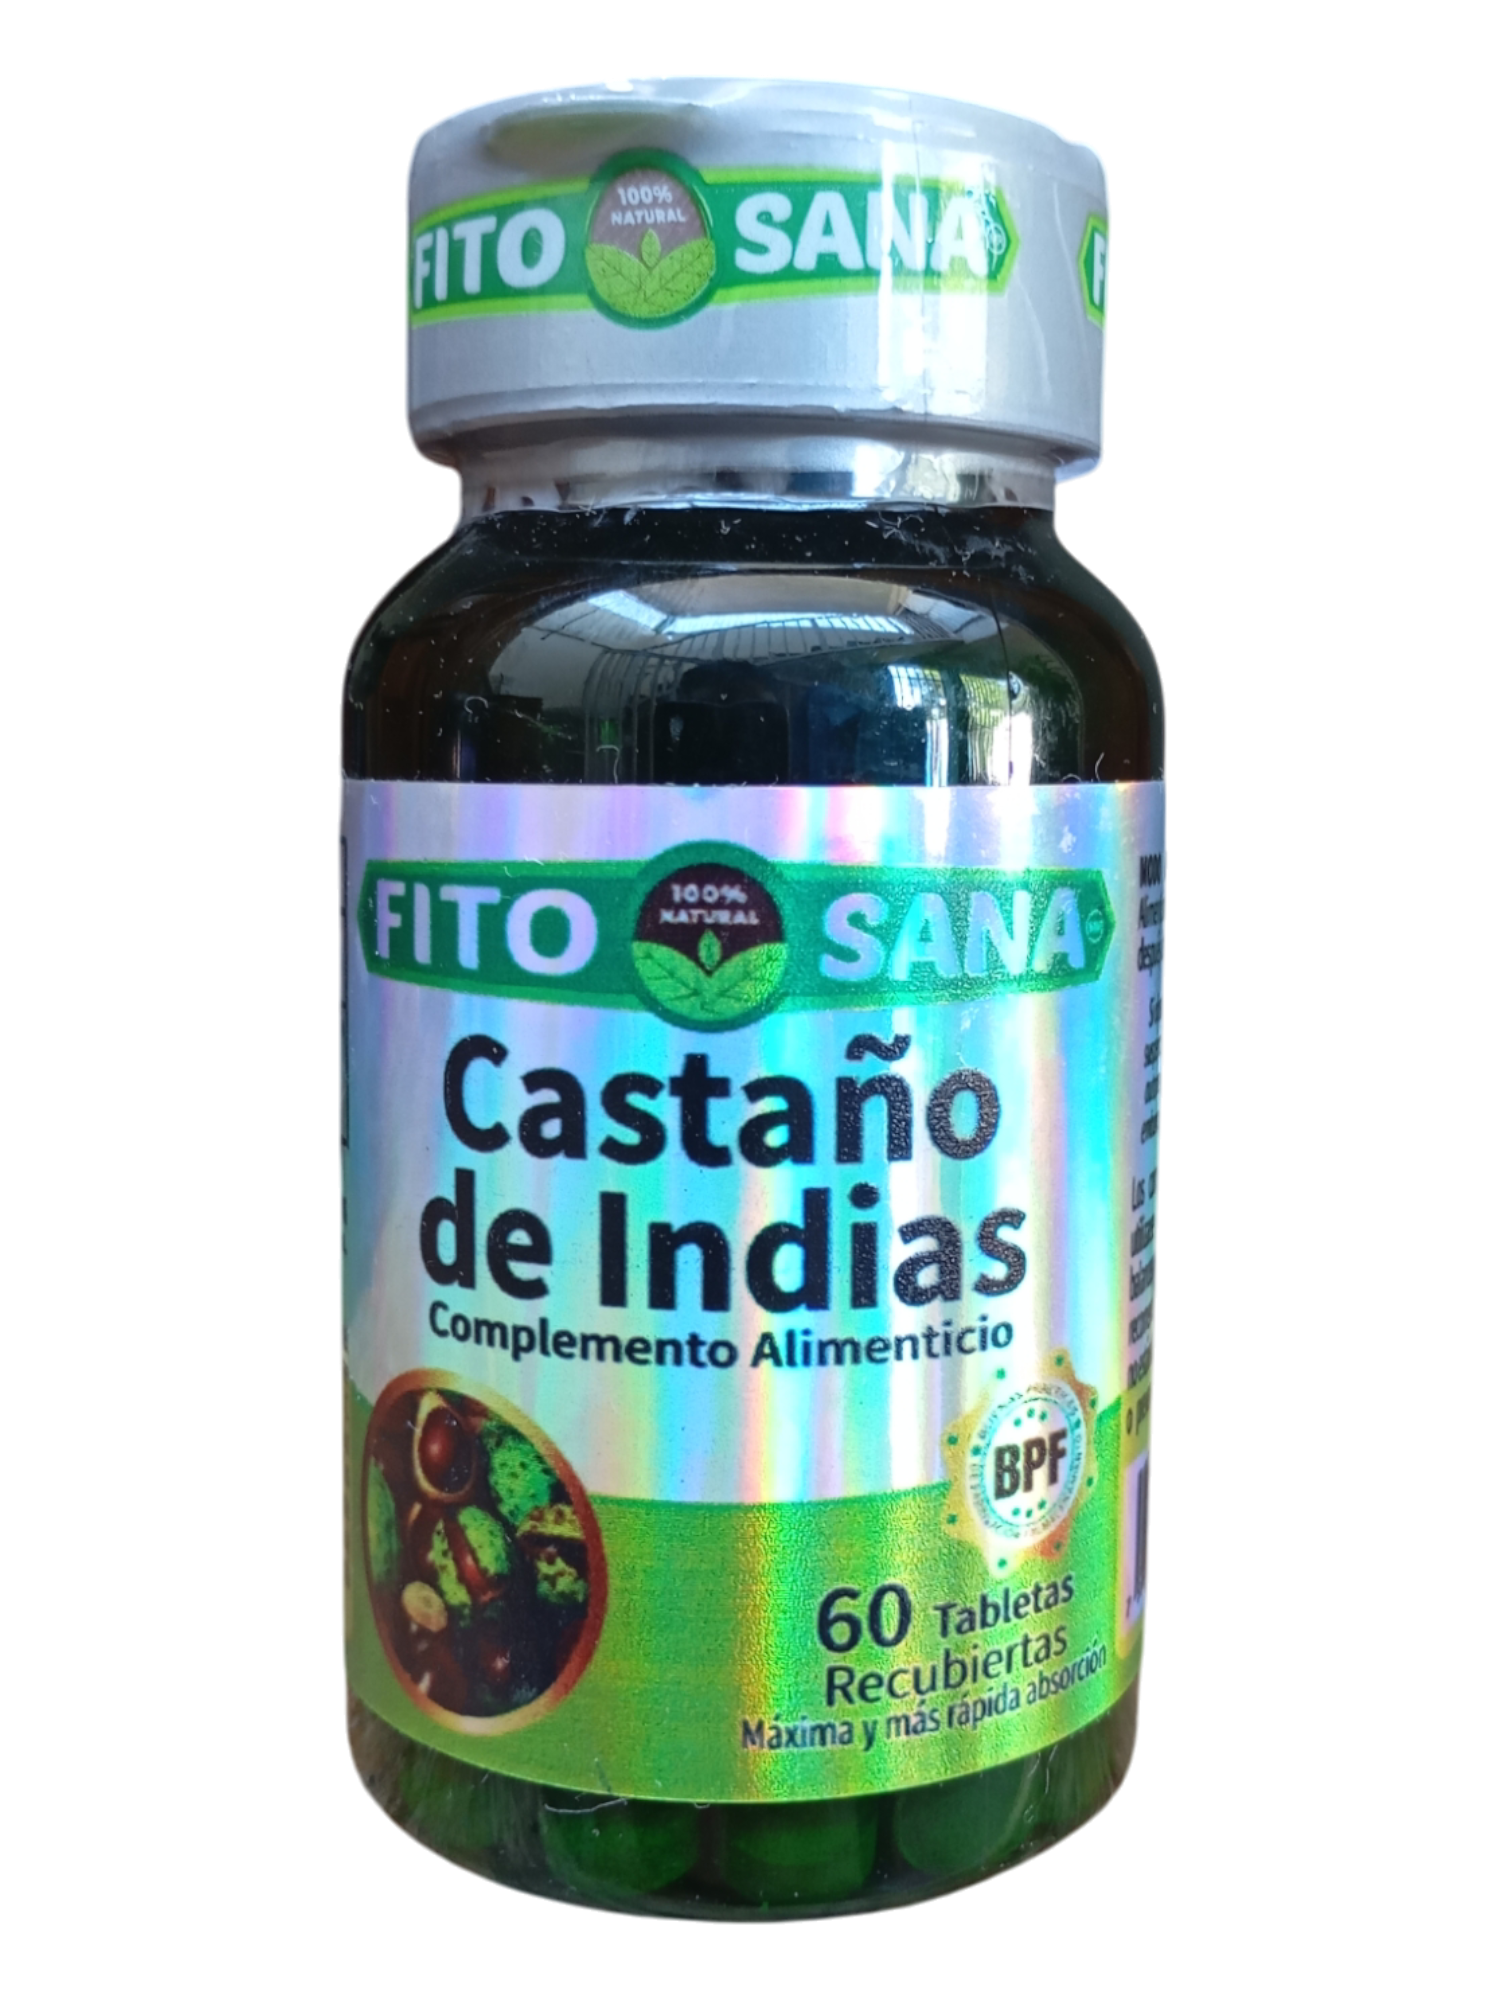 FITO 100% NATURAL SANA
FITO 100% NATURAL SANA
Castaño
de Indias
Complemento Alimenticio
BPF
60 Tabletas
Recubiertas
Máxima y más rápida absorción